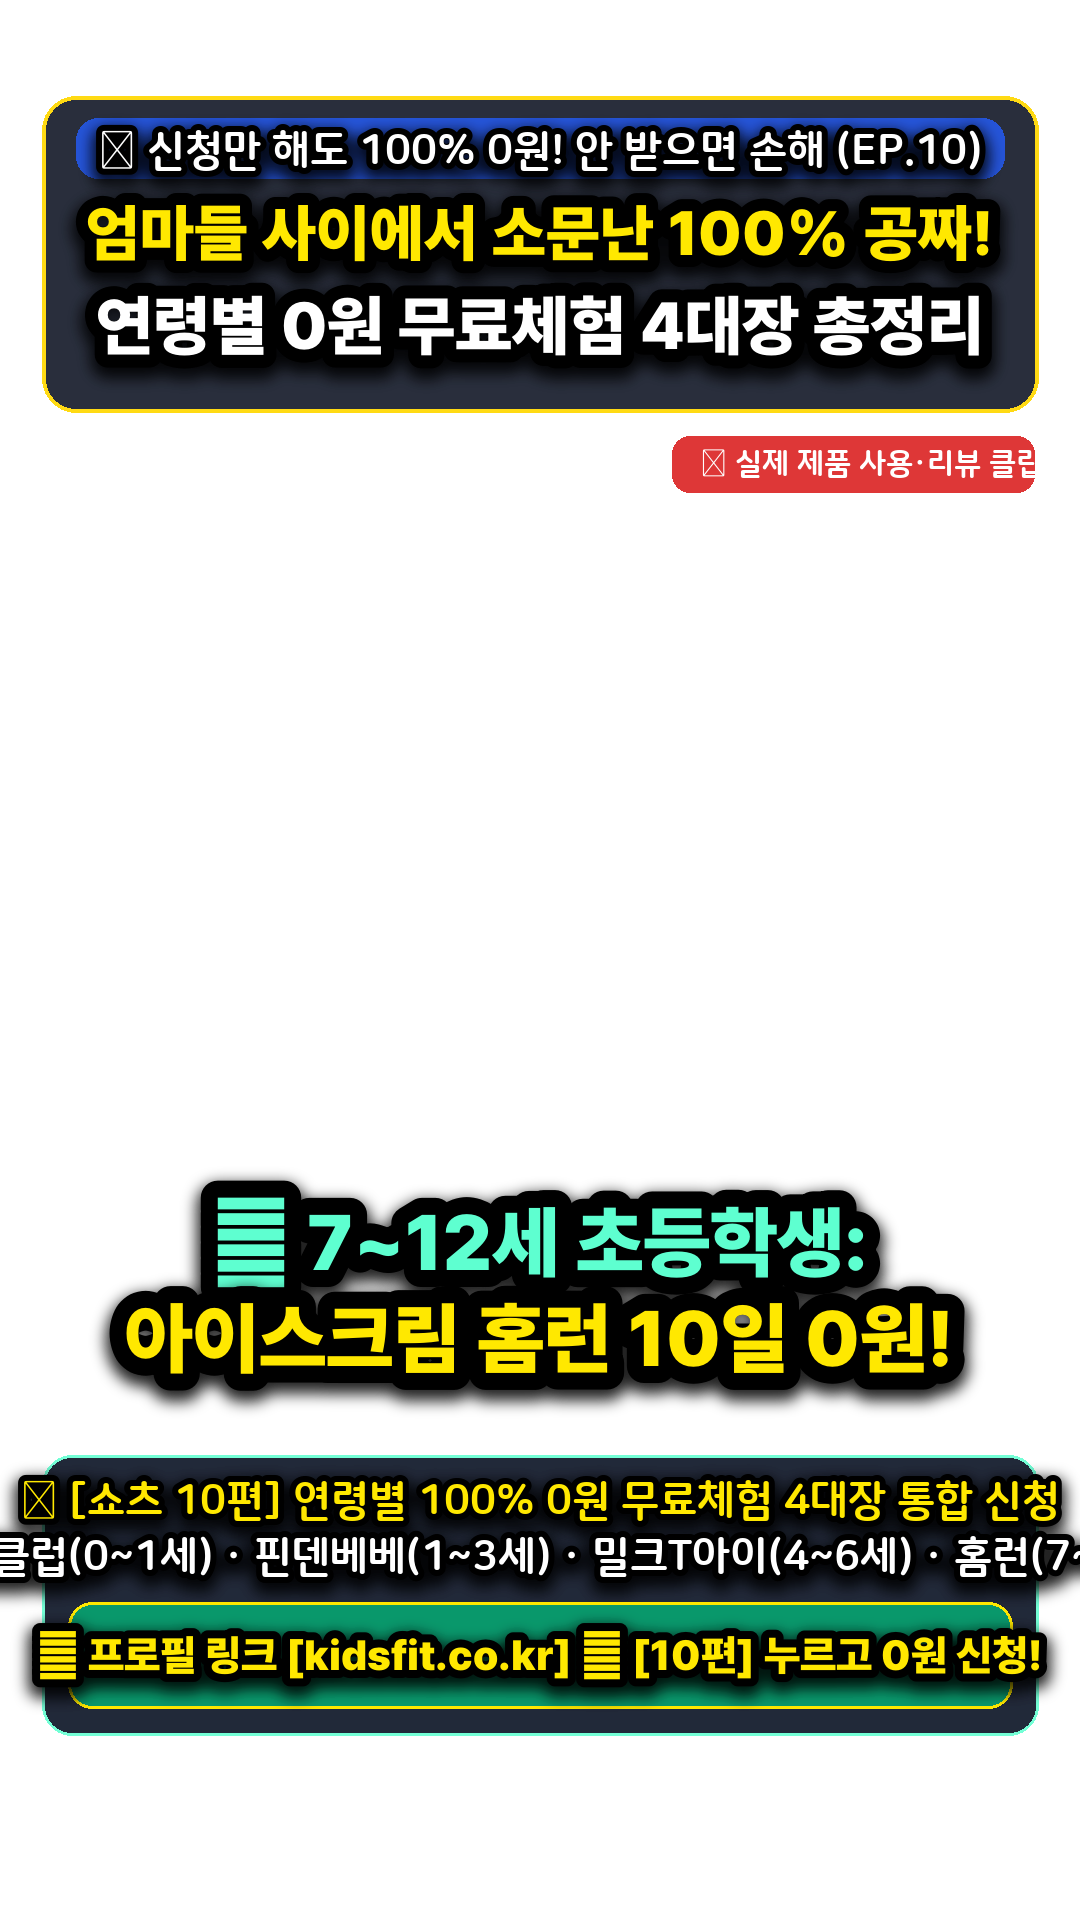 신청만 해도 100% 0원! 안 받으면 손해 (EP.10)
엄마들 사이에서 소문난 100% 공짜!
연령별 0원 무료체험 4대장 총정리
실제 제품 사용·리뷰 클립
7~12세 초등학생:
아이스크림 홈런 10일 0원!
[쇼츠 10편] 연령별 100% 0원 무료체험 4대장 통합 신청
클럽(0~1세) · 핀덴베베(1~3세) · 밀크T아이(4~6세) · 홈런(7~
프로필 링크 [kidsfit.co.kr] [10편] 누르고 0원 신청!